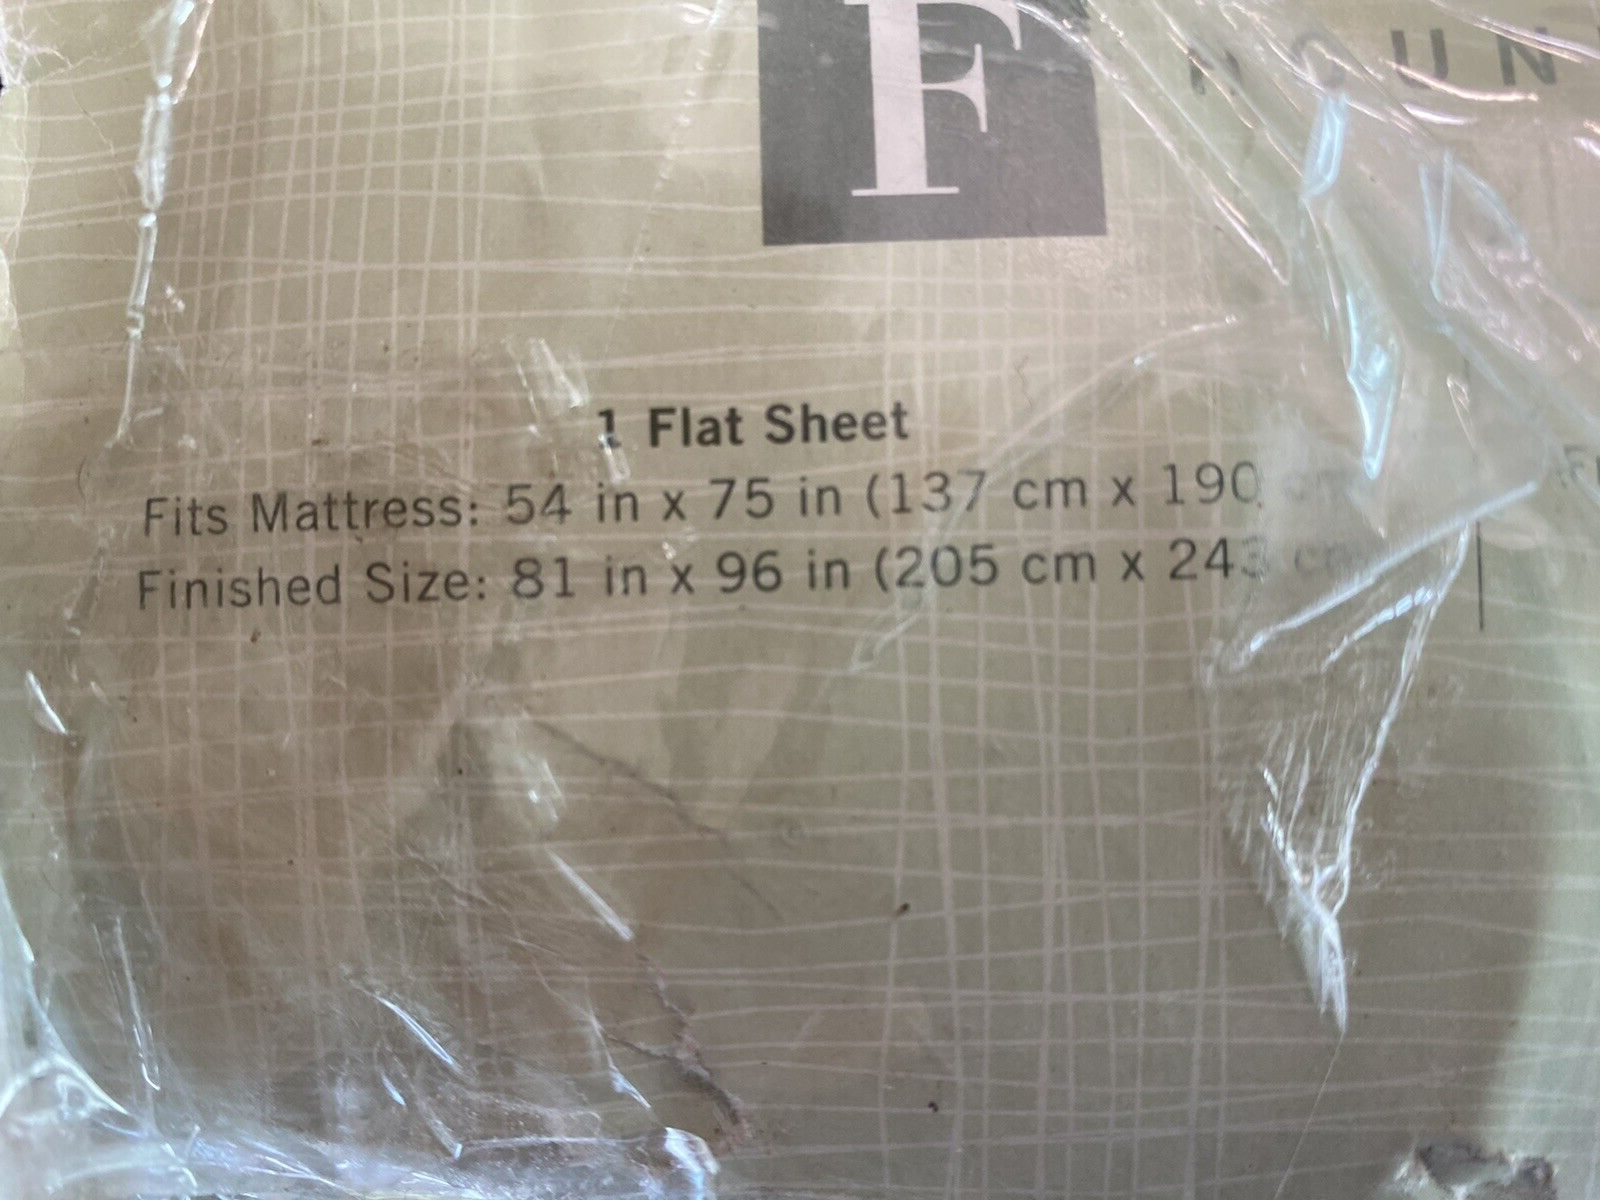 F
1 Flat Sheet
Fits Mattress: 54 in x 75 in (137 cm x 190
Finished Size: 81 in x 96 in (205 cm x 243 cm